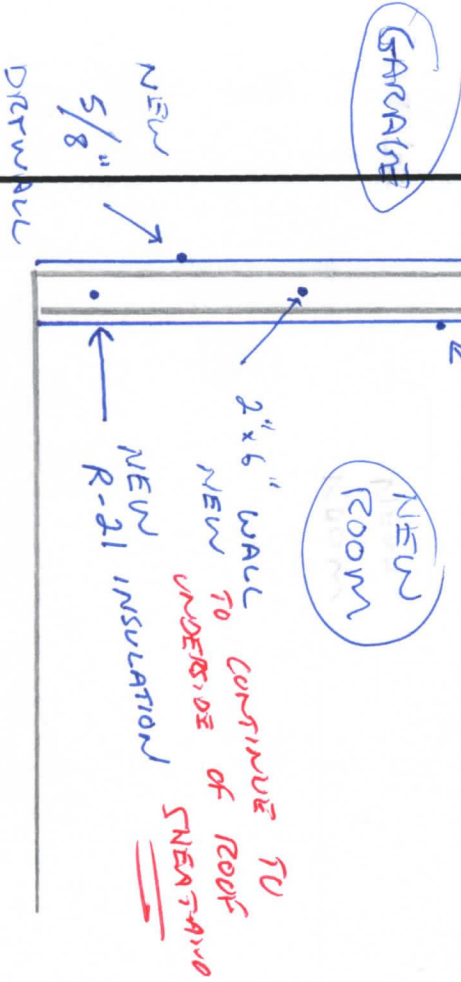 GARAGE
NEW
5/8"
DRYWALL
NEW
ROOM
2"x6" WALL
NEW
TO CONTINUE TO
UNDERSIDE OF ROOF
SHEATHING
NEW
R-21 INSULATION